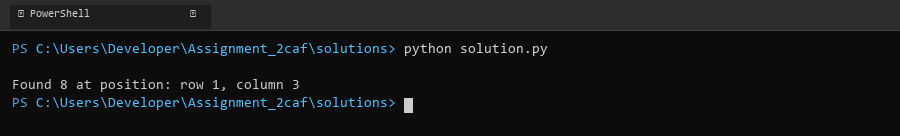 PowerShell
PS C:\Users\Developer\Assignment_2caf\solutions> python solution.py
Found 8 at position: row 1, column 3
PS C:\Users\Developer\Assignment_2caf\solutions>